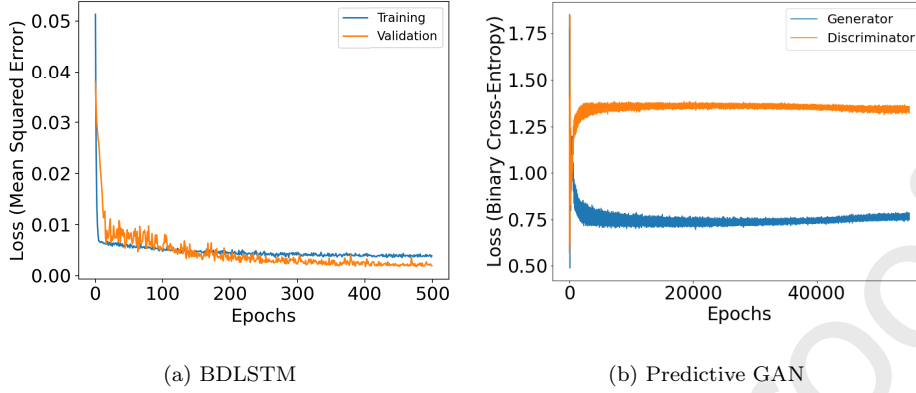 Loss (Mean Squared Error)
0.05
0.04
0.03
0.02
0.01
0.00
Training
Validation
0
100
200
300
400
500
Epochs
(a) BDLSTM
Loss (Binary Cross-Entropy)
1.75
1.50
1.25
1.00
0.75
0.50
Generator
Discriminator
0
20000
40000
Epochs
(b) Predictive GAN